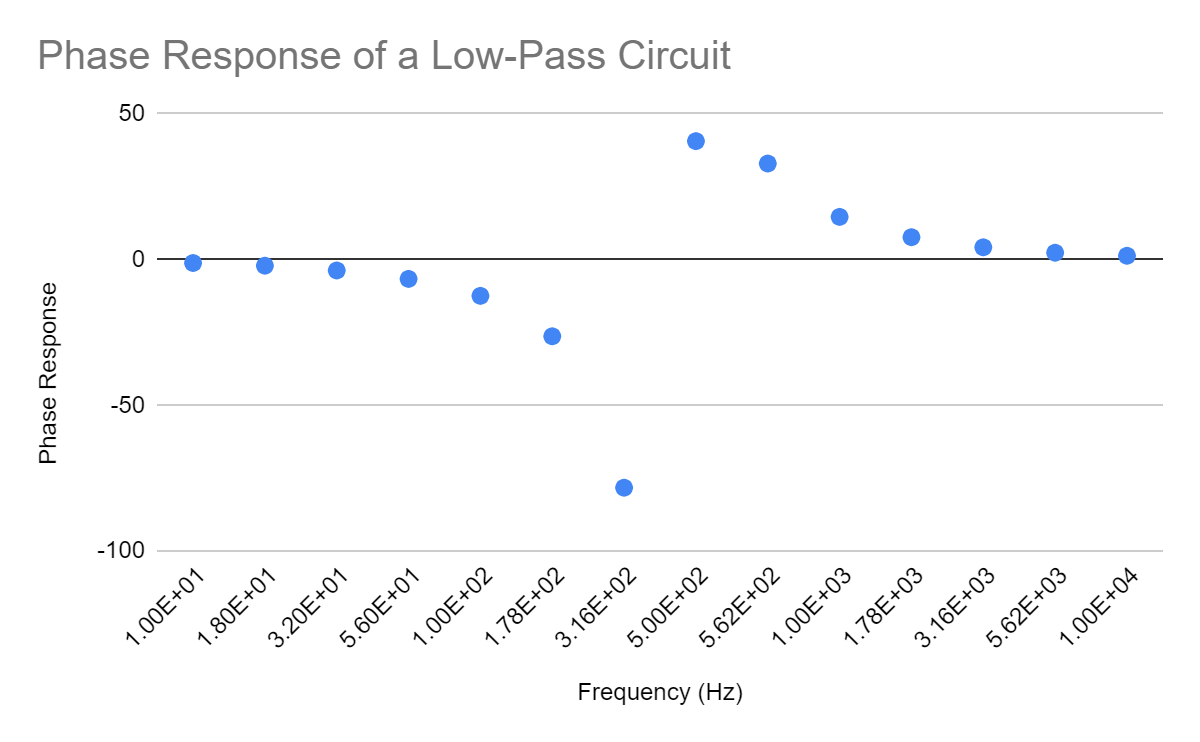 Phase Response of a Low-Pass Circuit
50
0
-50
-100
Phase Response
1.00E+01
1.80E+01
3.20E+01
5.60E+01
1.00E+02
1.78E+02
3.16E+02
5.00E+02
5.62E+02
1.00E+03
1.78E+03
3.16E+03
5.62E+03
1.00E+04
Frequency (Hz)